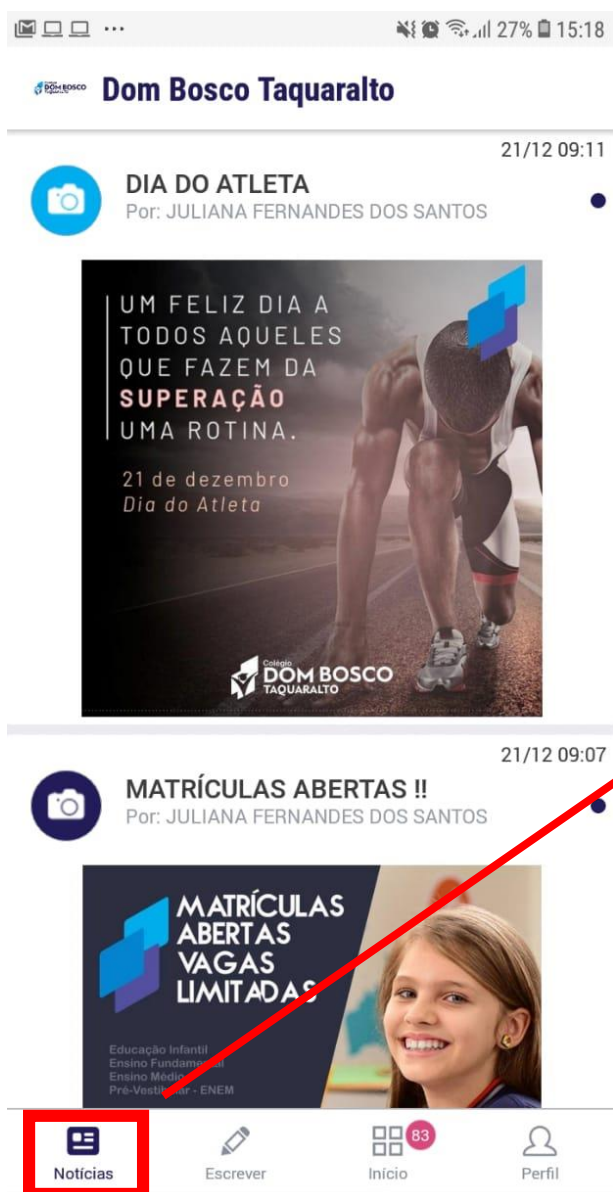 27% 15:18
DOM BOSCO
Dom Bosco Taquaralto
21/12 09:11
DIA DO ATLETA
Por: JULIANA FERNANDES DOS SANTOS
UM FELIZ DIA A
TODOS AQUELES
QUE FAZEM DA
SUPERAÇÃO
UMA ROTINA.
21 de dezembro
Dia do Atleta
Colégio
DOM BOSCO
TAQUARALTO
21/12 09:07
MATRÍCULAS ABERTAS !!
Por: JULIANA FERNANDES DOS SANTOS
MATRÍCULAS
ABERTAS
VAGAS
LIMITADAS
Educação Infantil
Ensino Fundamental
Ensino Médio
Pré-Vestibular - ENEM
83
Notícias Escrever Início Perfil